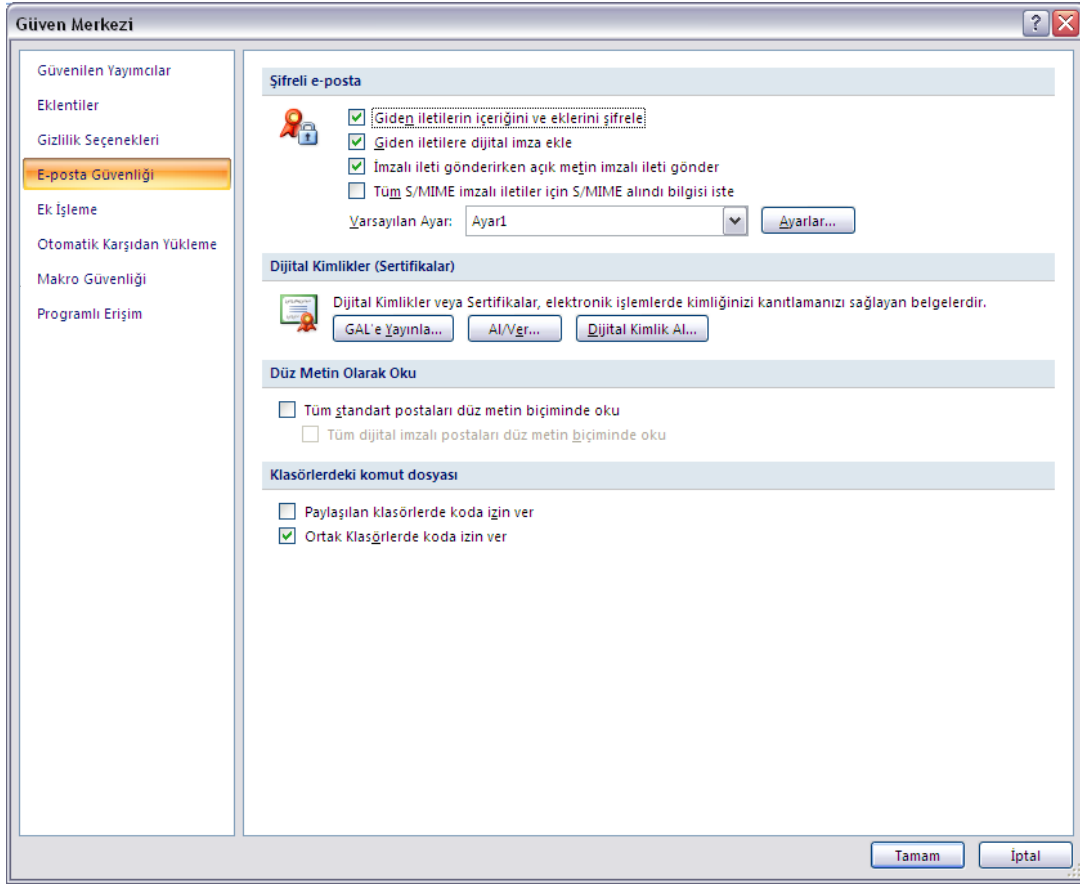 Güven Merkezi
Güvenilen Yayımcılar
Eklentiler
Gizlilik Seçenekleri
E-posta Güvenliği
Ek İşleme
Otomatik Karşıdan Yükleme
Makro Güvenliği
Programlı Erişim
Şifreli e-posta
Giden iletilerin içeriğini ve eklerini şifrele
Giden iletilere dijital imza ekle
İmzalı ileti gönderirken açık metin imzalı ileti gönder
Tüm S/MIME imzalı iletiler için S/MIME alındı bilgisi iste
Varsayılan Ayar: Ayar1 Ayarlar...
Dijital Kimlikler (Sertifikalar)
Dijital Kimlikler veya Sertifikalar, elektronik işlemlerde kimliğinizi kanıtlamanızı sağlayan belgelerdir.
GAL'e Yayınla... Al/Ver... Dijital Kimlik Al...
Düz Metin Olarak Oku
Tüm standart postaları düz metin biçiminde oku
Tüm dijital imzalı postaları düz metin biçiminde oku
Klasörlerdeki komut dosyası
Paylaşılan klasörlerde koda izin ver
Ortak Klasörlerde koda izin ver
Tamam İptal